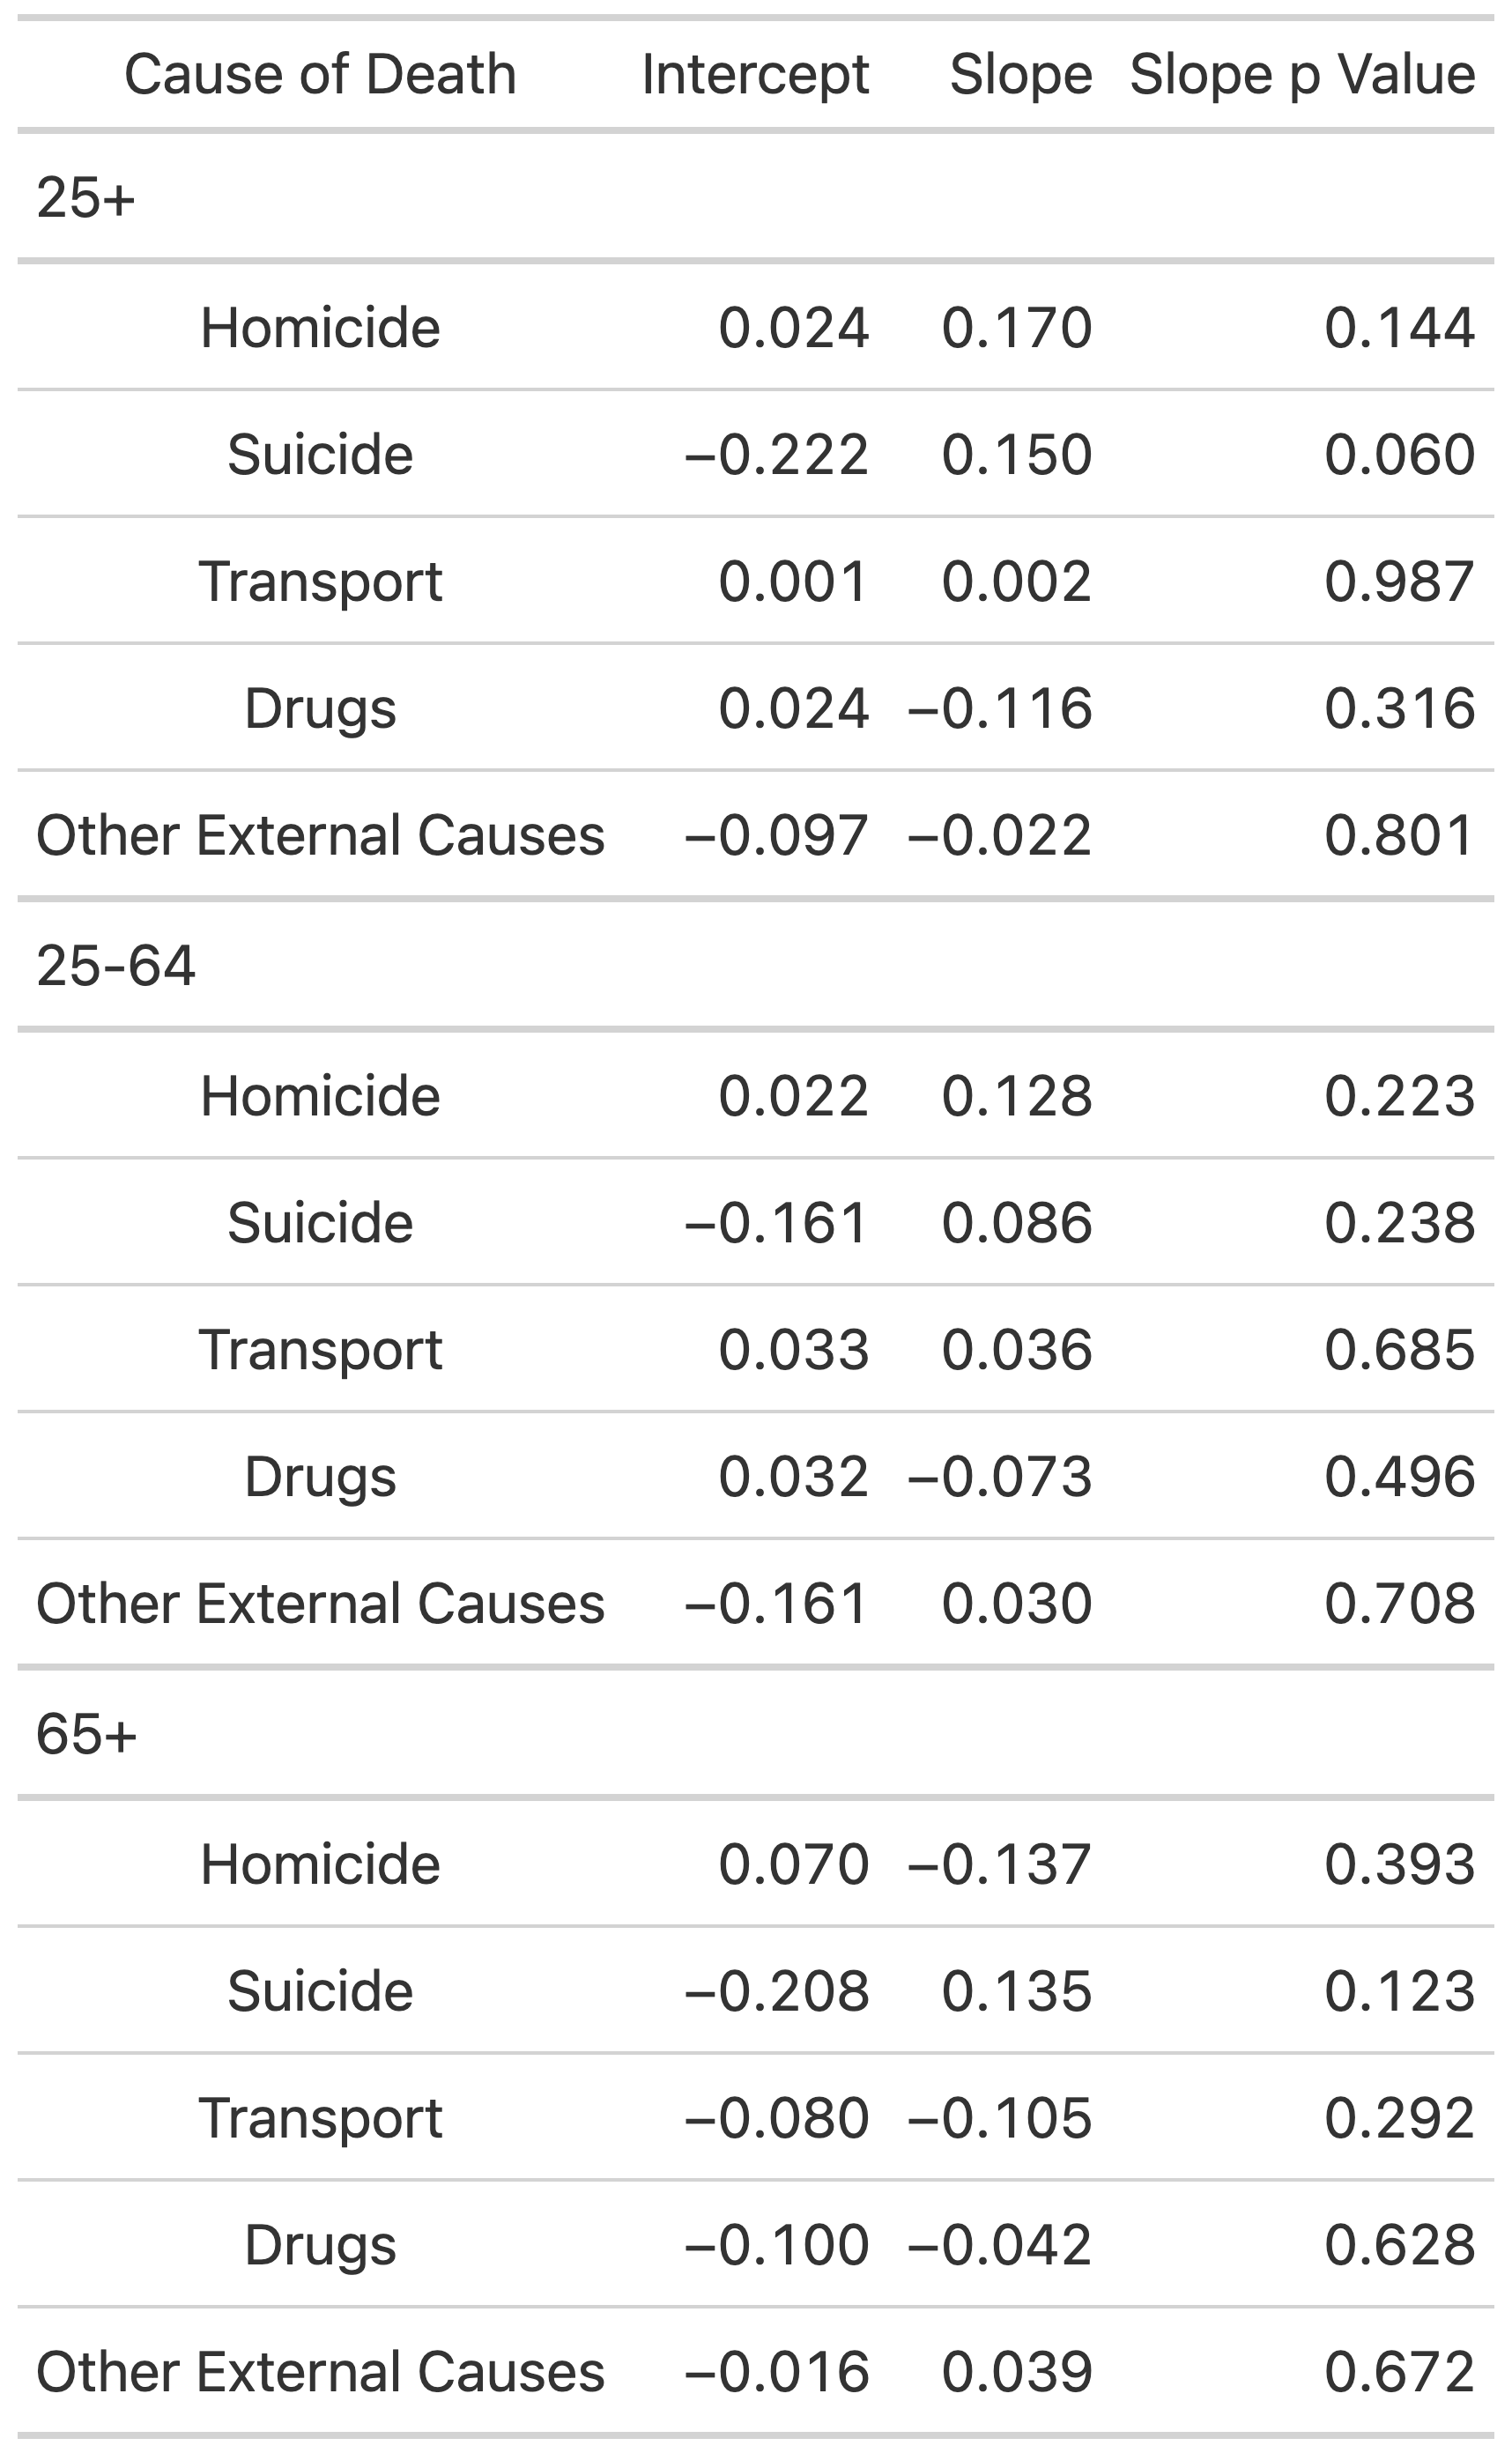 Cause of Death Intercept Slope Slope p Value
25+
Homicide 0.024 0.170 0.144
Suicide −0.222 0.150 0.060
Transport 0.001 0.002 0.987
Drugs 0.024 −0.116 0.316
Other External Causes −0.097 −0.022 0.801
25-64
Homicide 0.022 0.128 0.223
Suicide −0.161 0.086 0.238
Transport 0.033 0.036 0.685
Drugs 0.032 −0.073 0.496
Other External Causes −0.161 0.030 0.708
65+
Homicide 0.070 −0.137 0.393
Suicide −0.208 0.135 0.123
Transport −0.080 −0.105 0.292
Drugs −0.100 −0.042 0.628
Other External Causes −0.016 0.039 0.672